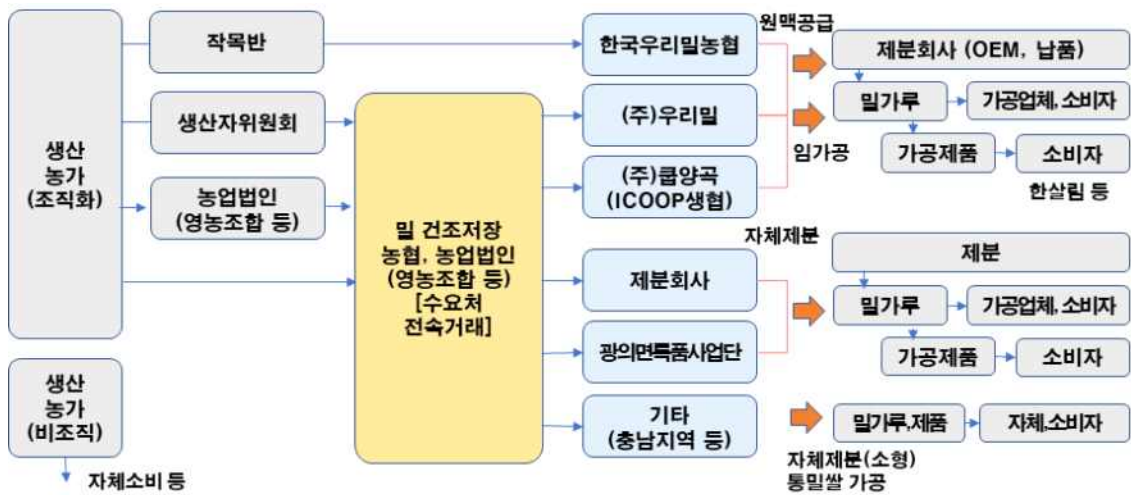 생산
농가
(조직화)
생산
농가
(비조직)
자체소비 등
작목반
생산자위원회
농업법인
(영농조합 등)
밀 건조저장
농협, 농업법인
(영농조합 등)
[수요처
전속거래]
한국우리밀농협
(주)우리밀
(주)쿱양곡
(ICOOP생협)
제분회사
광의면특품사업단
기타
(충남지역 등)
원맥공급
임가공
제분회사 (OEM, 납품)
밀가루
가공업체, 소비자
가공제품
소비자
한살림 등
자체제분
제분
밀가루
가공업체, 소비자
가공제품
소비자
밀가루,제품
자체,소비자
자체제분(소형)
통밀쌀 가공